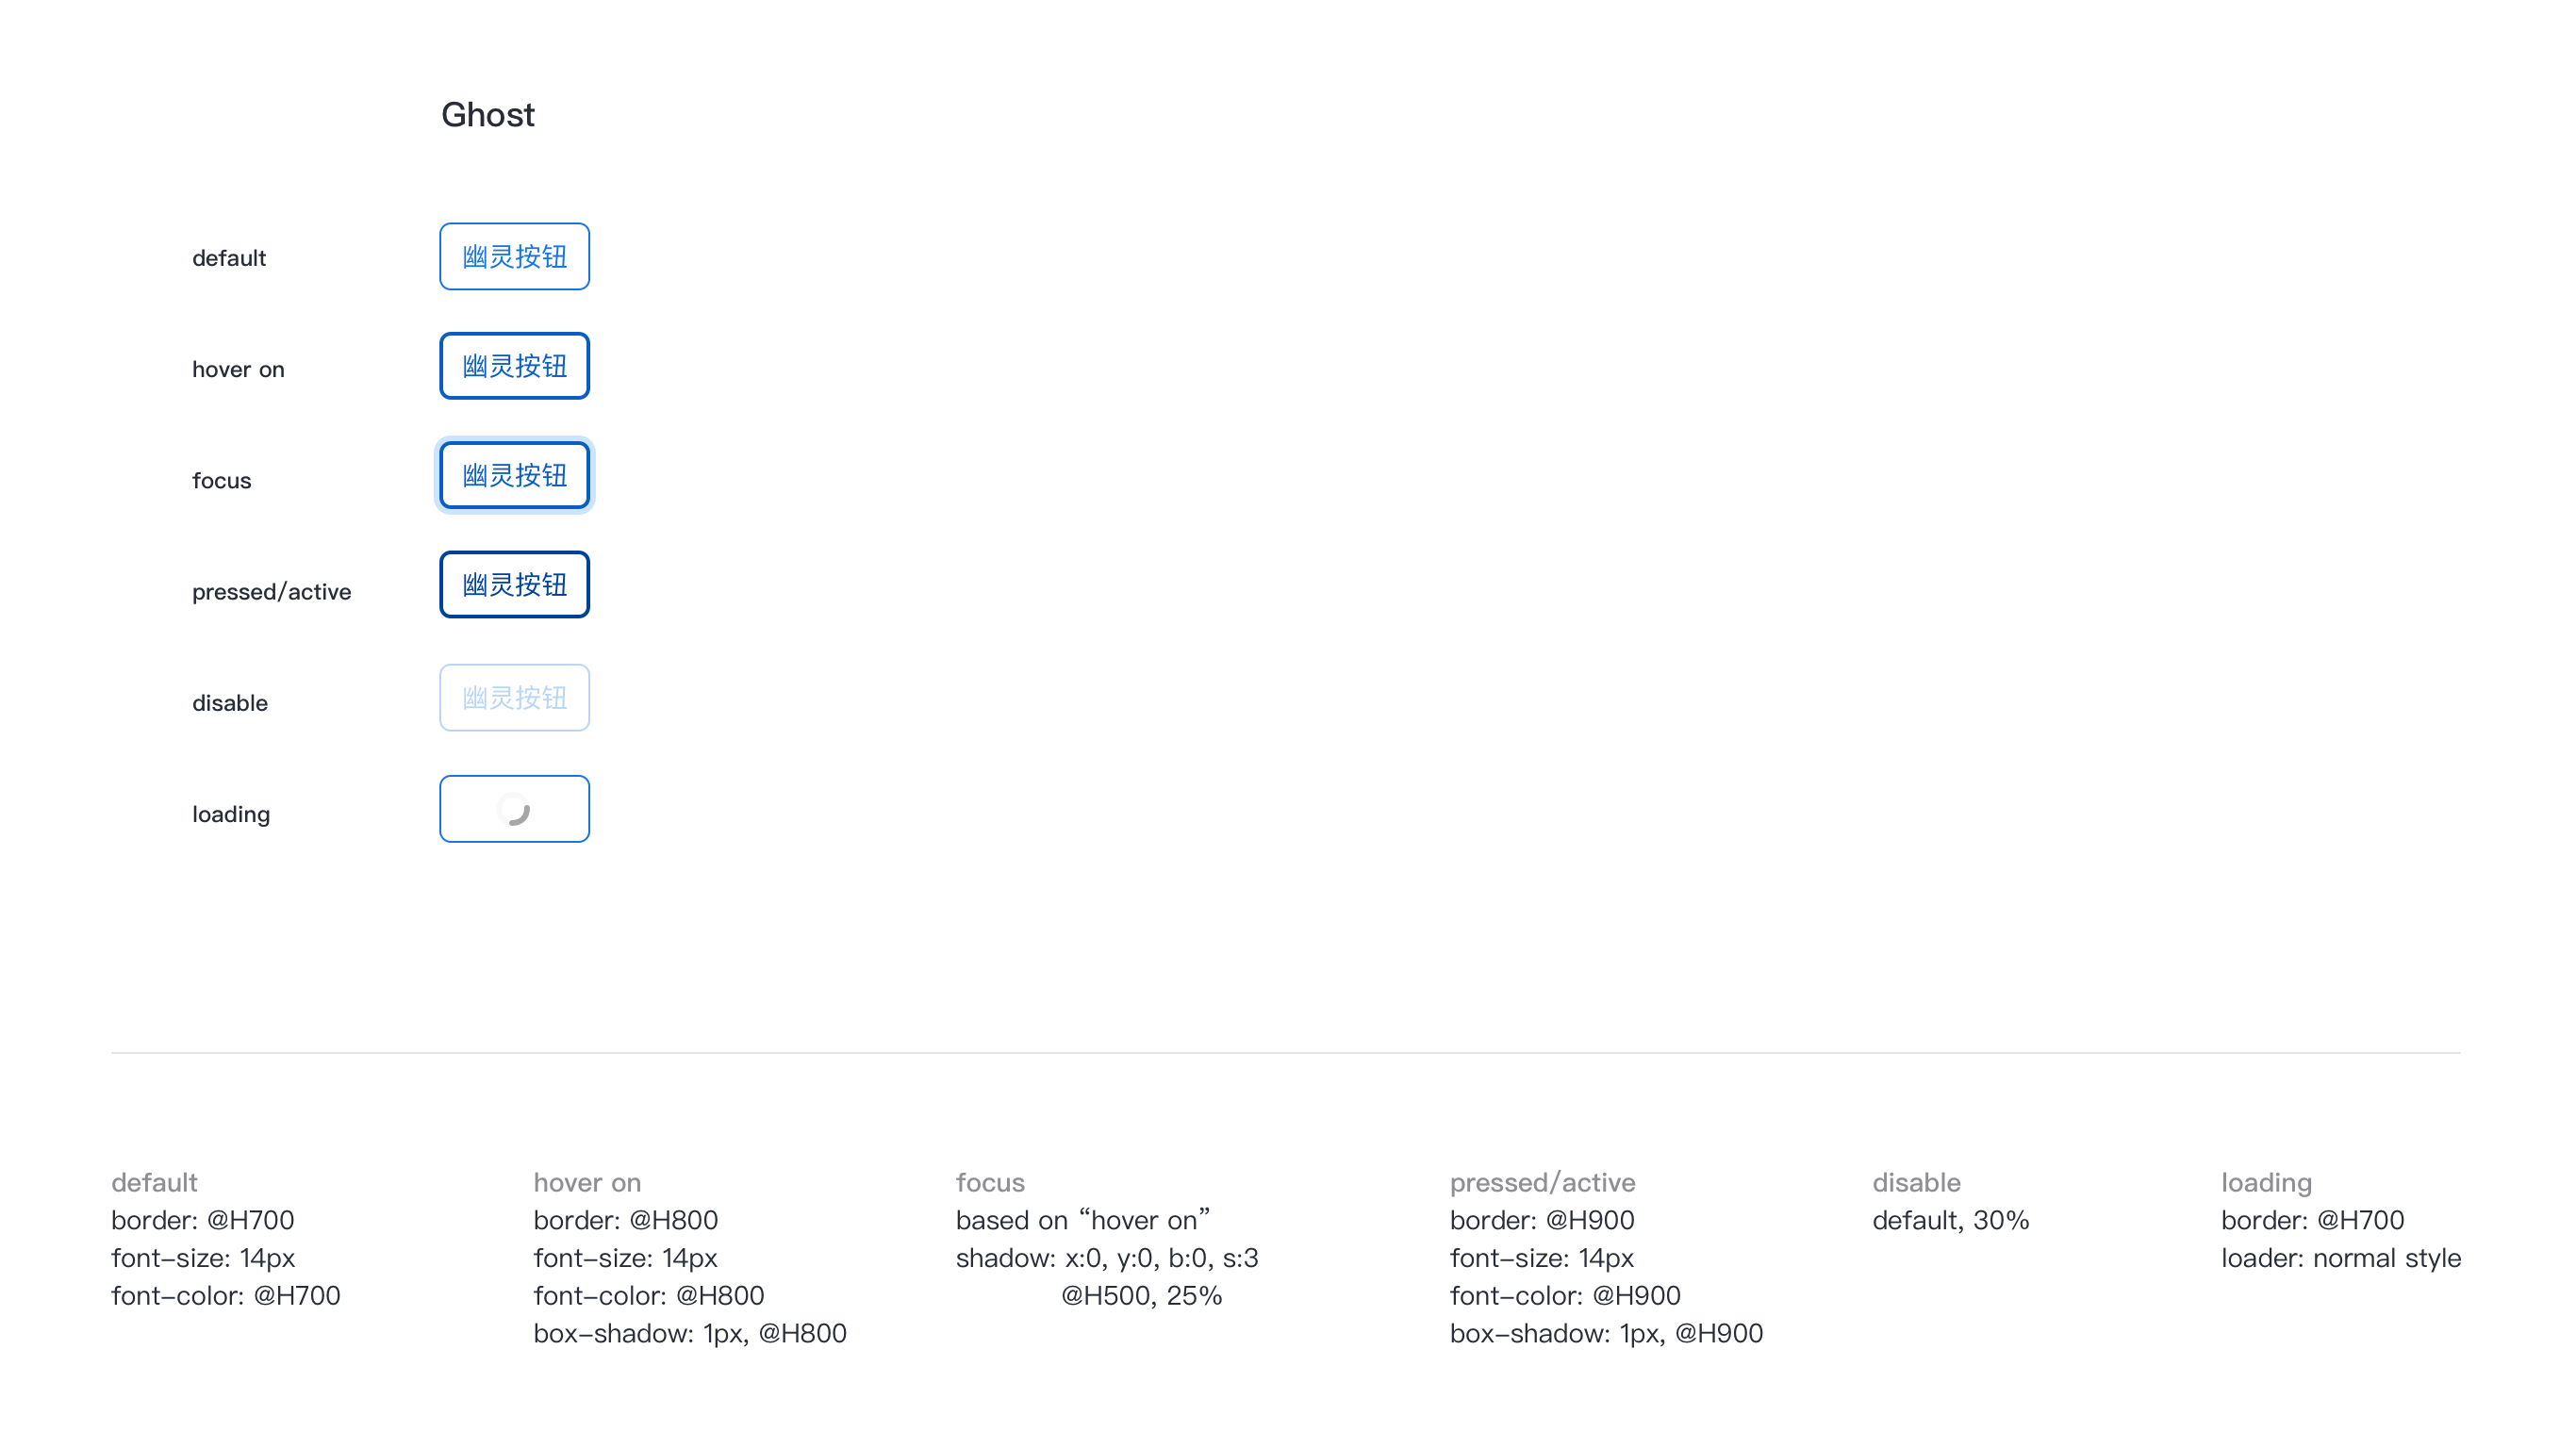 Ghost
default
幽灵按钮
hover on
幽灵按钮
focus
幽灵按钮
pressed/active
幽灵按钮
disable
幽灵按钮
loading
default
border: @H700
font-size: 14px
font-color: @H700
hover on
border: @H800
font-size: 14px
font-color: @H800
box-shadow: 1px, @H800
focus
based on “hover on”
shadow: x:0, y:0, b:0, s:3
@H500, 25%
pressed/active
border: @H900
font-size: 14px
font-color: @H900
box-shadow: 1px, @H900
disable
default, 30%
loading
border: @H700
loader: normal style